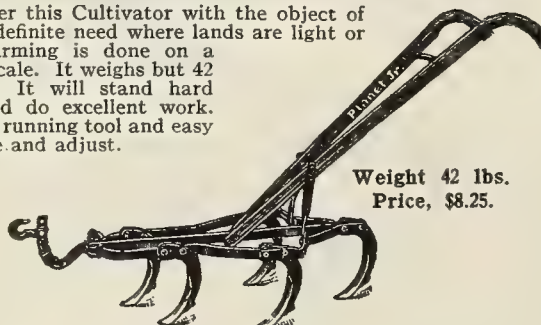 er this Cultivator with the object of
definite need where lands are light or
arming is done on a
cale. It weighs but 42
It will stand hard
d do excellent work.
running tool and easy
e and adjust.
Planet Jr.
Weight 42 lbs.
Price, $8.25.